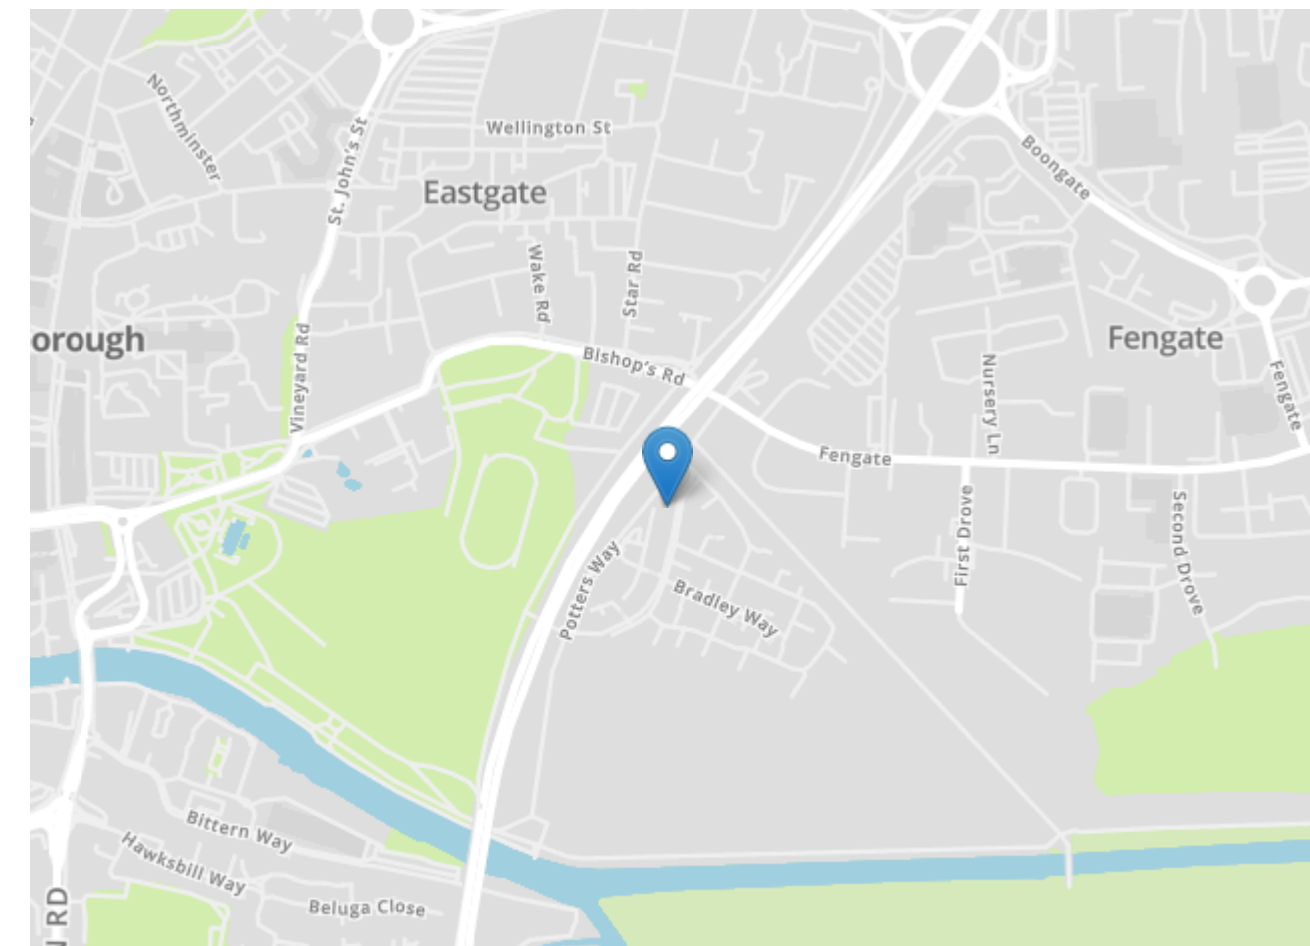 Northminster
St. John's St
Wellington St
Eastgate
Boongate
Wake Rd
Star Rd
orough
Vineyard Rd
Bishop's Rd
Fengate
Nursery Ln
Fengate
Fengate
First Drove
Second Drove
Potters Way
Bradley Way
Bittern Way
Hawksbill Way
Beluga Close
RD